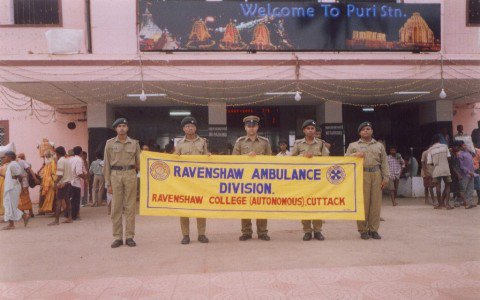 Welcome To Puri Stn.
RAVENSHAW AMBULANCE
DIVISION.
RAVENSHAW COLLEGE (AUTONOMOUS), CUTTACK